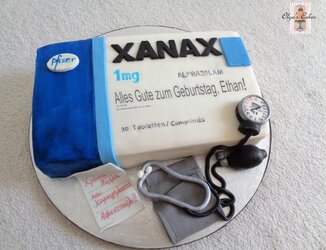 Olga's Cakes
Pfizer
XANAX
1mg
ALPRAZOLAM
Alles Gute zum Geburtstag, Ethan!
30 Tabletten/Comprimés